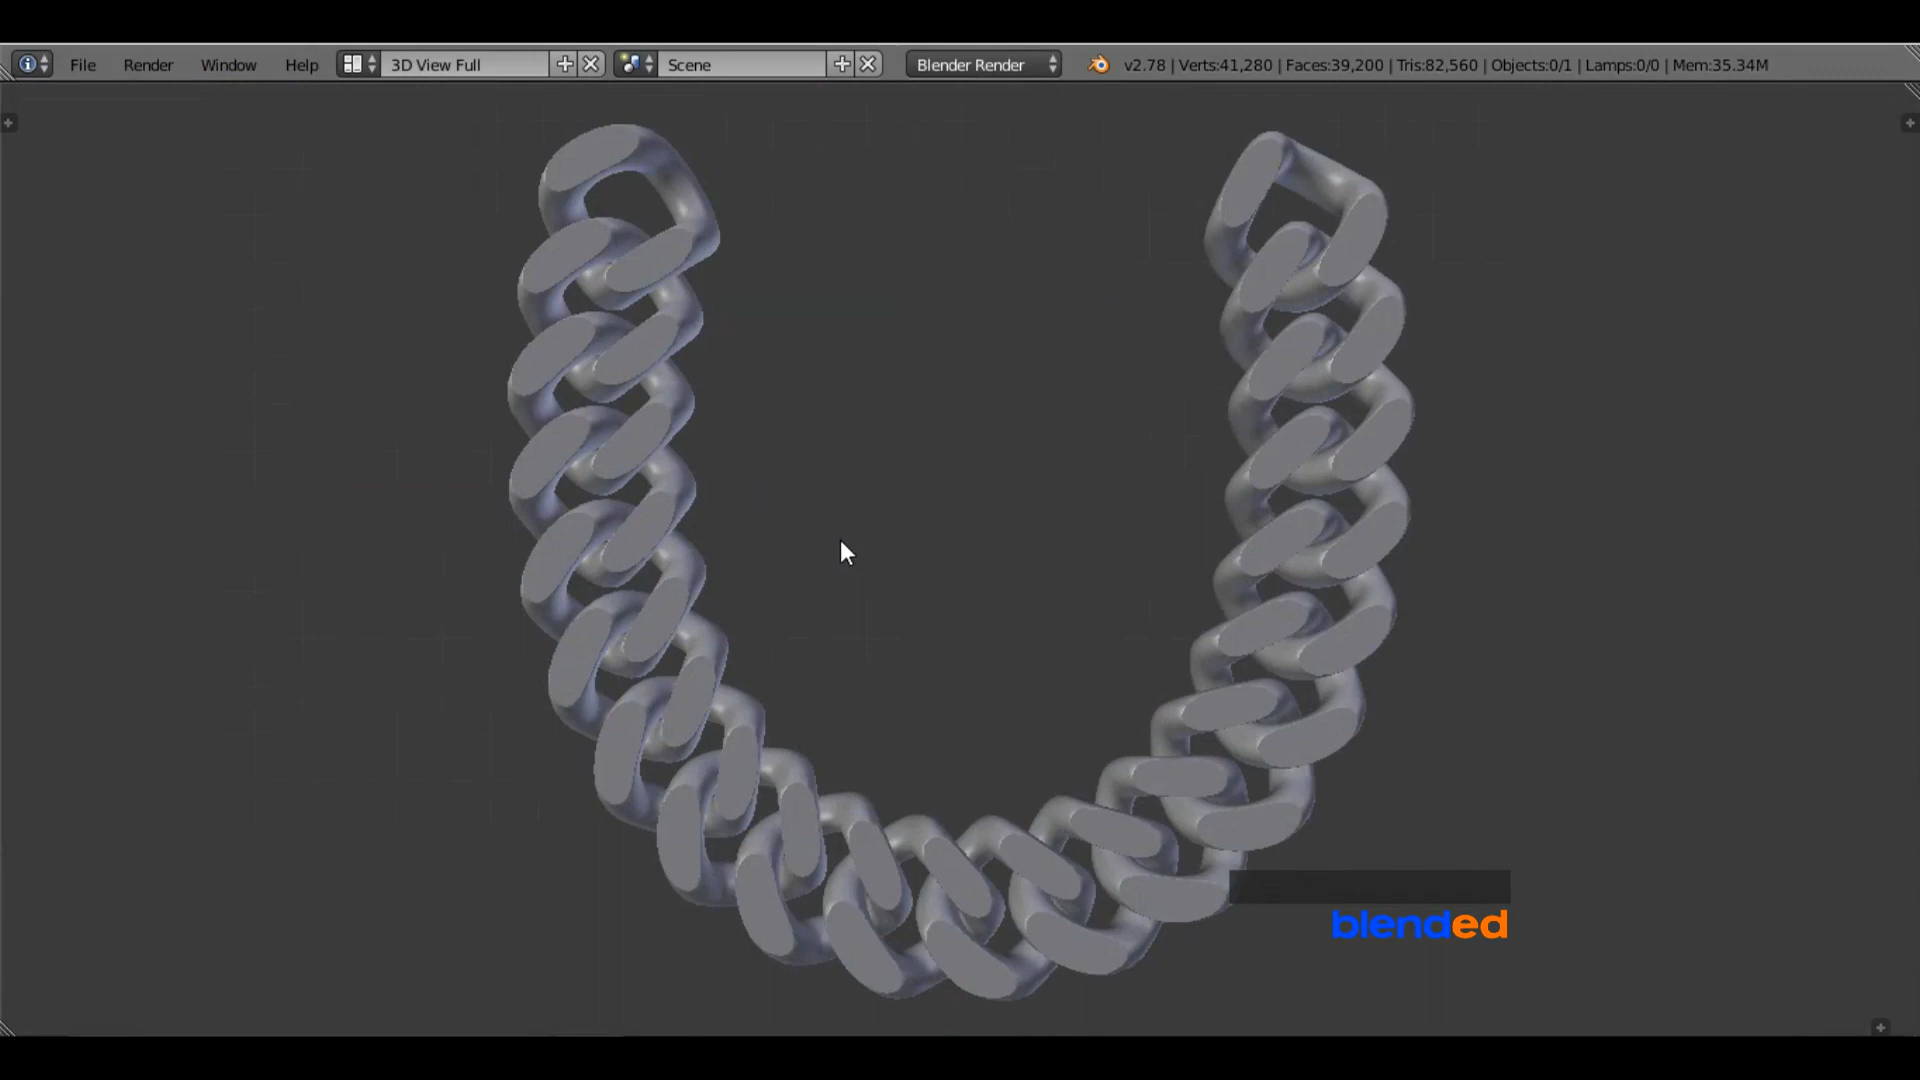 File Render Window Help 3D View Full Scene Blender Render v2.78 | Verts:41,280 | Faces:39,200 | Tris:82,560 | Objects:0/1 | Lamps:0/0 | Mem:35.34M
blended